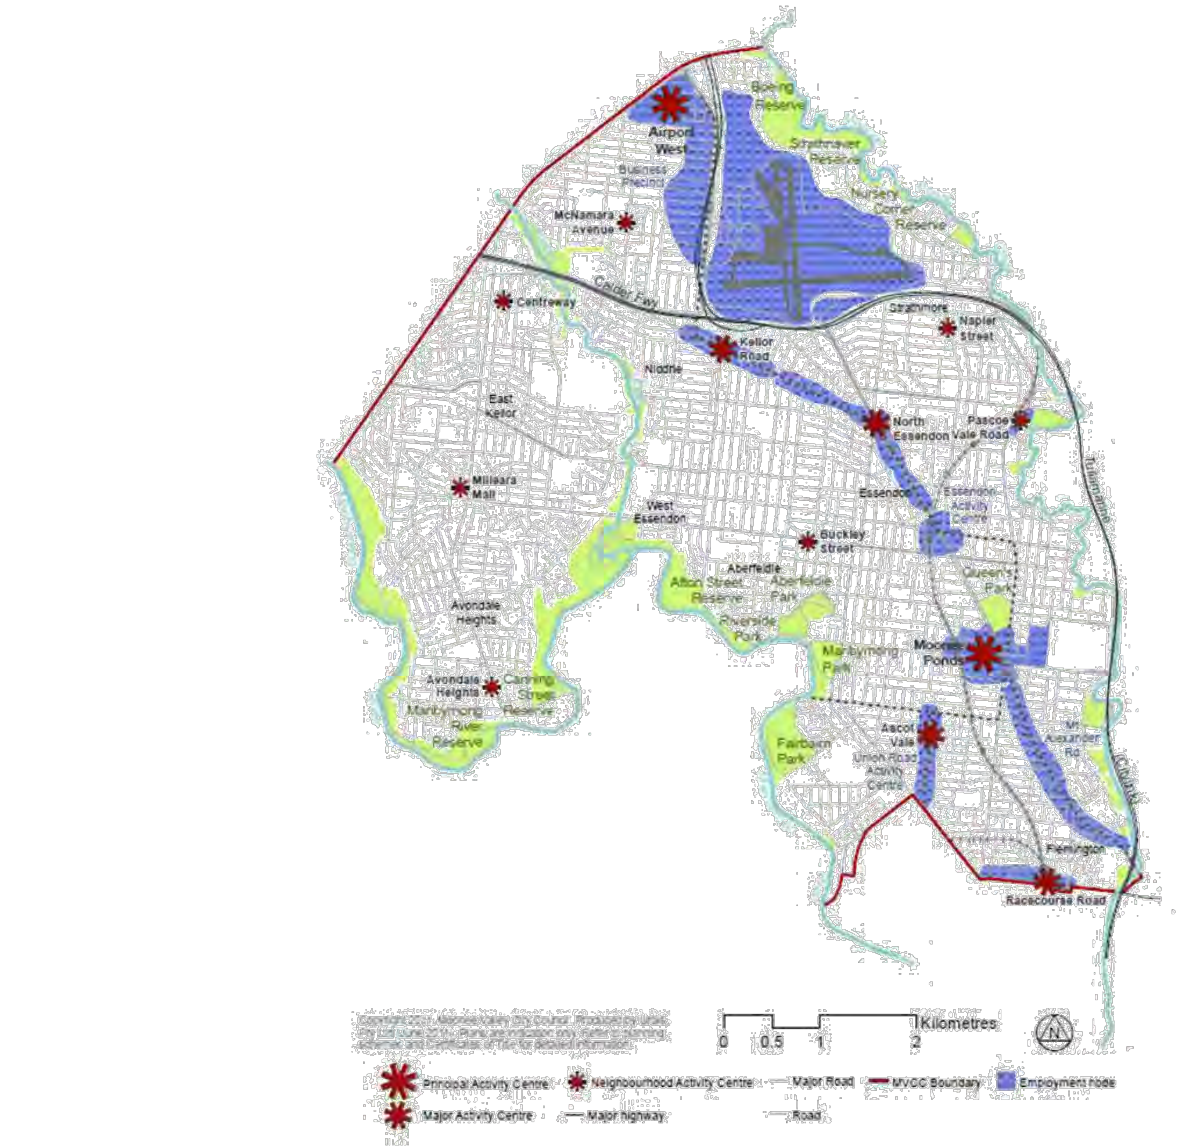 Boeing
Reserve
Airport
West
Strathnaver
Reserve
Business
Precinct
Nursery
Corner
Reserve
McNamara
Avenue
Calder Fwy
Centreway
Strathmore
Napier
Street
Keilor
Road
Niddrie
East
Keilor
North
Essendon
Pascoe
Vale Road
Tullamarine
Milleara
Mall
Essendon
Essendon
Activity
Centre
West
Essendon
Buckley
Street
Aberfeldie
Afton Street
Reserve
Aberfeldie
Park
Queen's
Park
Avondale
Heights
Riverside
Park
Maribyrnong
Park
Moonee
Ponds
Avondale
Heights
Canning
Street
Reserve
Maribyrnong
River
Reserve
Ascot
Vale
Mt
Alexander
Rd
Fairbairn
Park
Union Road
Activity
Centre
Citylink
Flemington
Racecourse Road
Kilometres
0 0.5 1 2
N
Principal Activity Centre
Neighbourhood Activity Centre
Major Road
MVCC Boundary
Employment node
Major Activity Centre
Major highway
Road